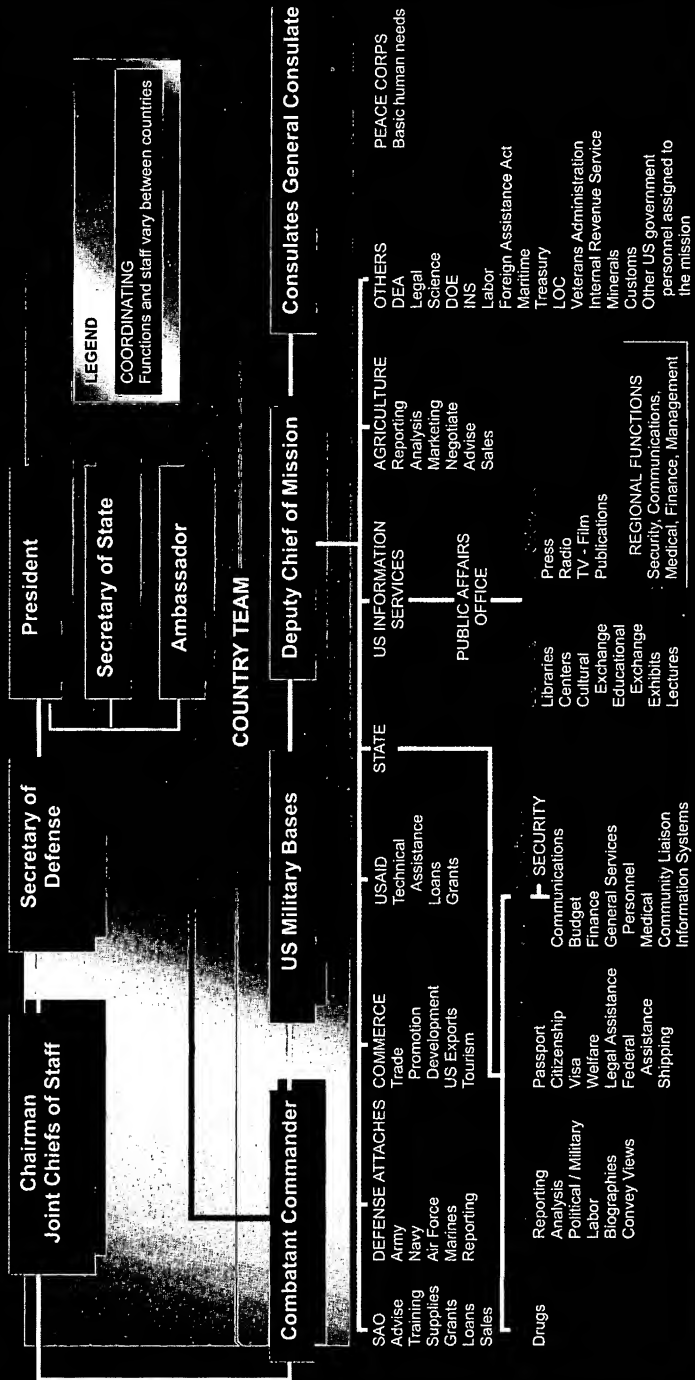 Chairman
Joint Chiefs of Staff
Secretary of
Defense
President
Secretary of State
Ambassador
LEGEND
COORDINATING
Functions and staff vary between countries
COUNTRY TEAM
Combatant Commander
US Military Bases
Deputy Chief of Mission
Consulates General Consulate
SAO
Advise
Training
Supplies
Grants
Loans
Sales
DEFENSE ATTACHES
Army
Navy
Air Force
Marines
Reporting
COMMERCE
Trade
Promotion
Development
US Exports
Tourism
USAID
Technical
Assistance
Loans
Grants
STATE
US INFORMATION
SERVICES
PUBLIC AFFAIRS
OFFICE
AGRICULTURE
Reporting
Analysis
Marketing
Negotiate
Advise
Sales
OTHERS
DEA
Legal
Science
DOE
INS
Labor
Foreign Assistance Act
Maritime
Treasury
LOC
Veterans Administration
Internal Revenue Service
Minerals
Customs
Other US government
personnel assigned to
the mission
PEACE CORPS
Basic human needs
Drugs
Reporting
Analysis
Political / Military
Labor
Biographies
Convey Views
Passport
Citizenship
Visa
Welfare
Legal Assistance
Federal
Assistance
Shipping
SECURITY
Communications
Budget
Finance
General Services
Personnel
Medical
Community Liaison
Information Systems
Libraries
Centers
Cultural
Exchange
Educational
Exchange
Exhibits
Lectures
Press
Radio
TV - Film
Publications
REGIONAL FUNCTIONS
Security, Communications,
Medical, Finance, Management